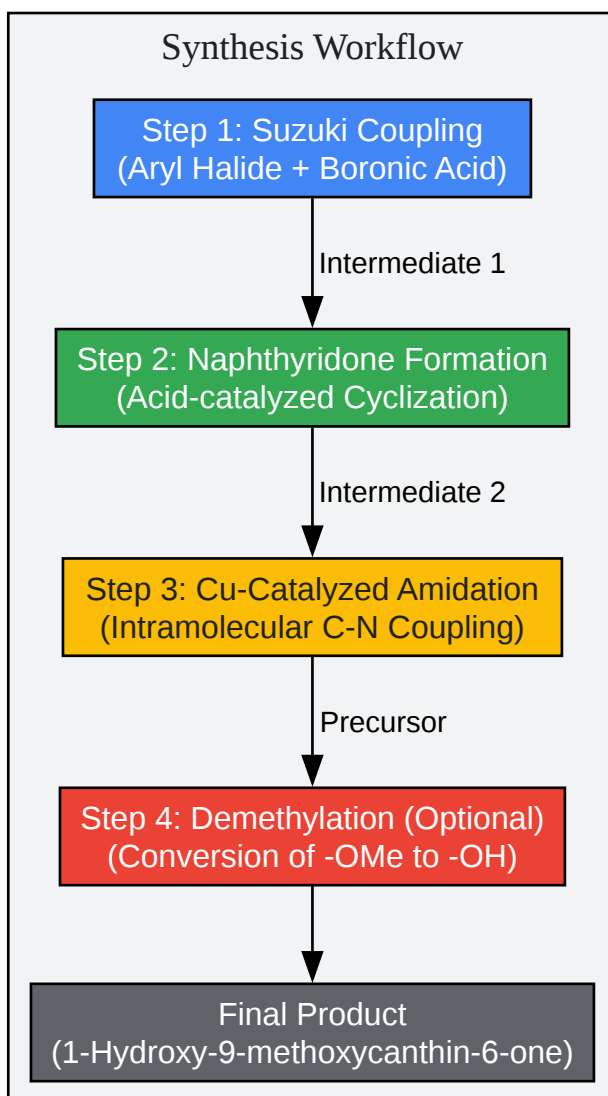 Synthesis Workflow
Step 1: Suzuki Coupling
(Aryl Halide + Boronic Acid)
Intermediate 1
Step 2: Naphthyridone Formation
(Acid-catalyzed Cyclization)
Intermediate 2
Step 3: Cu-Catalyzed Amidation
(Intramolecular C-N Coupling)
Precursor
Step 4: Demethylation (Optional)
(Conversion of -OMe to -OH)
Final Product
(1-Hydroxy-9-methoxycanthin-6-one)